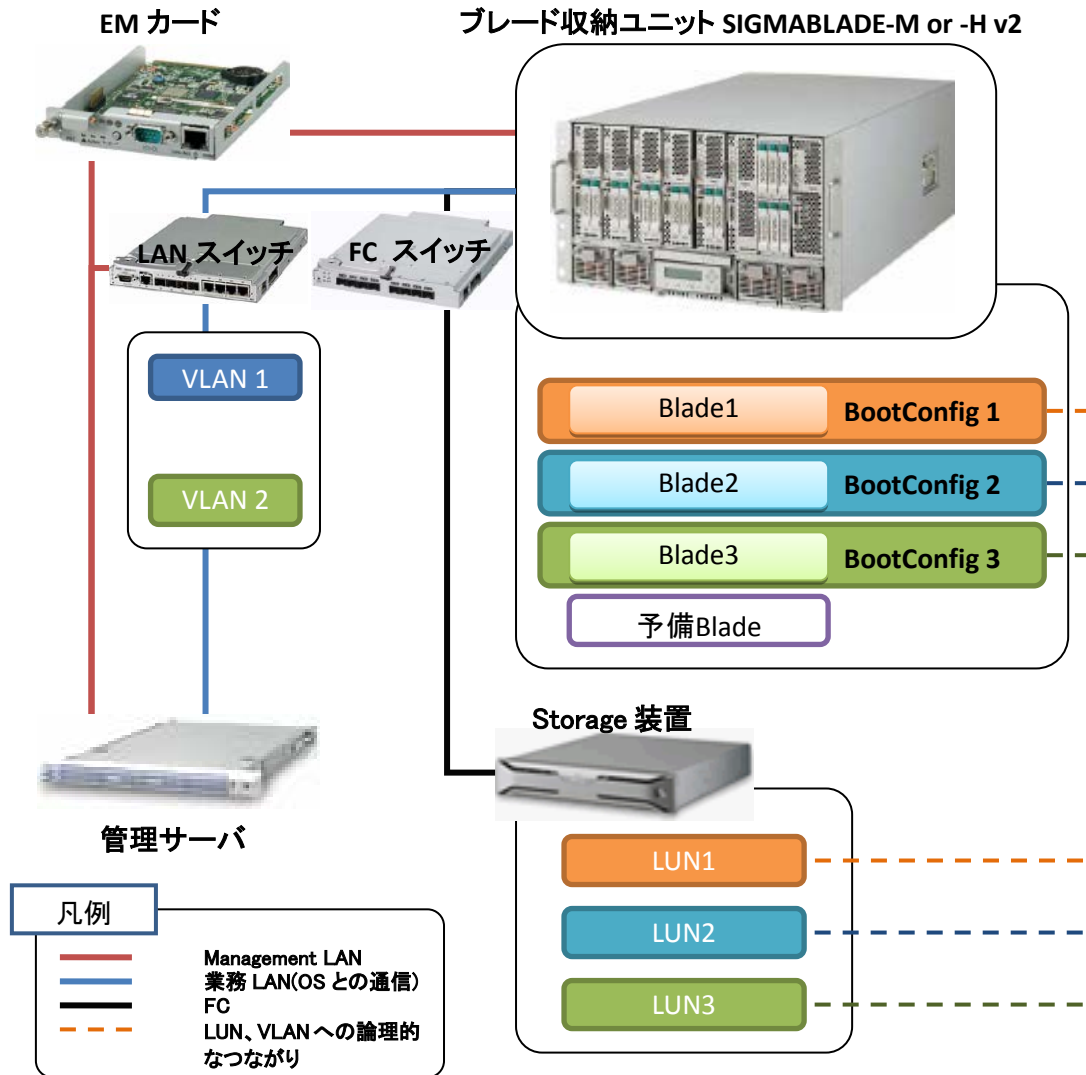 EM カード
ブレード収納ユニット SIGMABLADE-M or -H v2
LAN スイッチ
FC スイッチ
VLAN 1
VLAN 2
Blade1
BootConfig 1
Blade2
BootConfig 2
Blade3
BootConfig 3
予備Blade
Storage 装置
管理サーバ
LUN1
LUN2
LUN3
凡例
Management LAN
業務 LAN(OS との通信)
FC
LUN、VLAN への論理的
なつながり